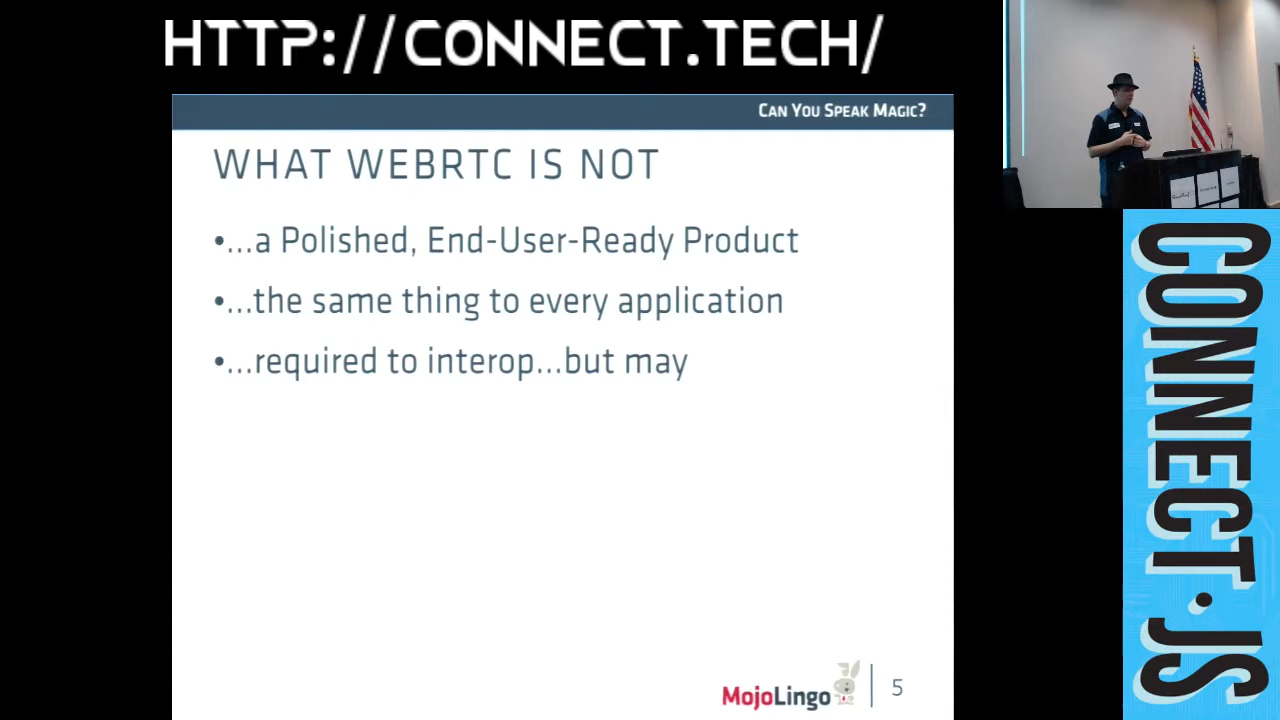 HTTP://CONNECT.TECH/
CAN YOU SPEAK MAGIC?
WHAT WEBRTC IS NOT
•...a Polished, End-User-Ready Product
•...the same thing to every application
•...required to interop...but may
MojoLingo
5
CONNECT.JS